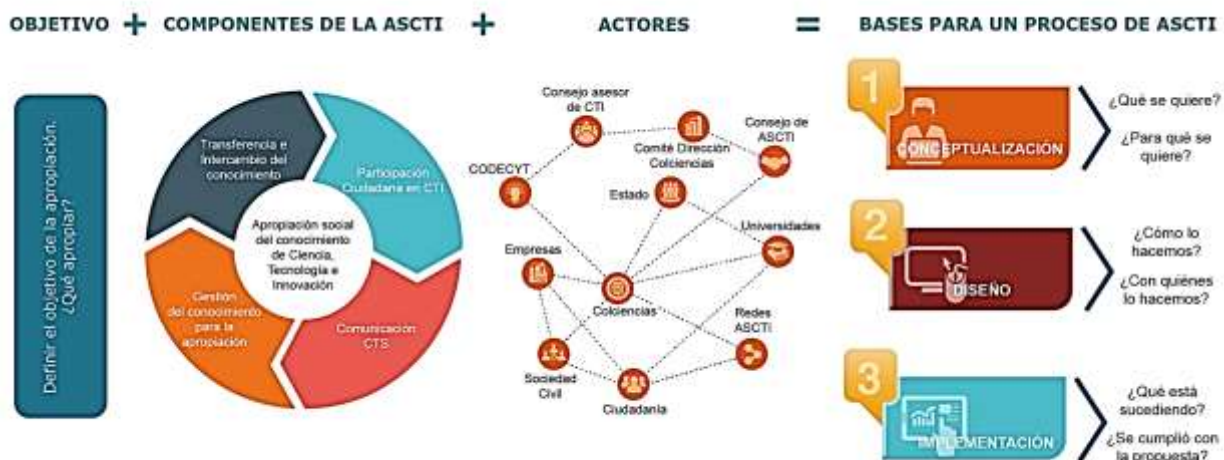 OBJETIVO + COMPONENTES DE LA ASCTI + ACTORES = BASES PARA UN PROCESO DE ASCTI
Definir el objetivo de la apropiación.
¿Qué apropiar?
Transferencia e
Intercambio del
conocimiento
Participación
Ciudadana en CTI
Apropiación social
del conocimiento
de Ciencia,
Tecnología e
Innovación
Gestión
del conocimiento
para la
apropiación
Comunicación
CTS
Consejo asesor
de CTI
Comité Dirección
Colciencias
Consejo de
ASCTI
CODECYT
Estado
Universidades
Empresas
Colciencias
Redes
ASCTI
Sociedad
Civil
Ciudadanía
1
CONCEPTUALIZACIÓN
¿Qué se quiere?
¿Para qué se
quiere?
2
DISEÑO
¿Cómo lo
hacemos?
¿Con quiénes
lo hacemos?
3
IMPLEMENTACIÓN
¿Qué está
sucediendo?
¿Se cumplió con
la propuesta?